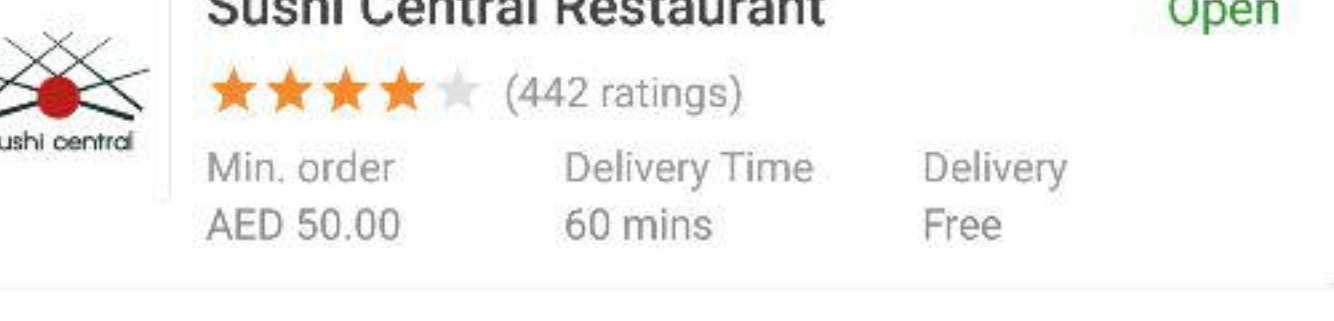 Sushi Central Restaurant
Open
(442 ratings)
ushi central
Min. order
Delivery Time
Delivery
AED 50.00
60 mins
Free